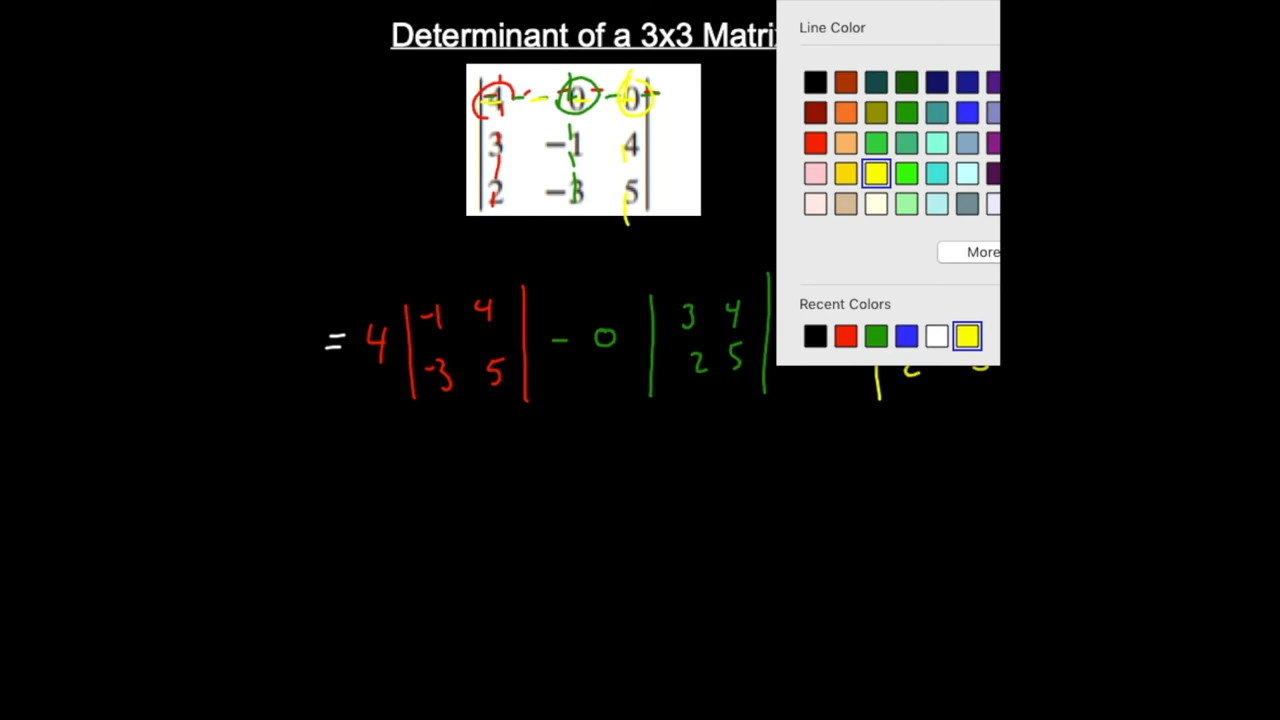 Determinant of a 3x3 Matri
Line Color
4 0 0
3 −1 4
2 −3 5
More
Recent Colors
= 4 | -1 4 | - 0 | 3 4 |
-3 5 2 5